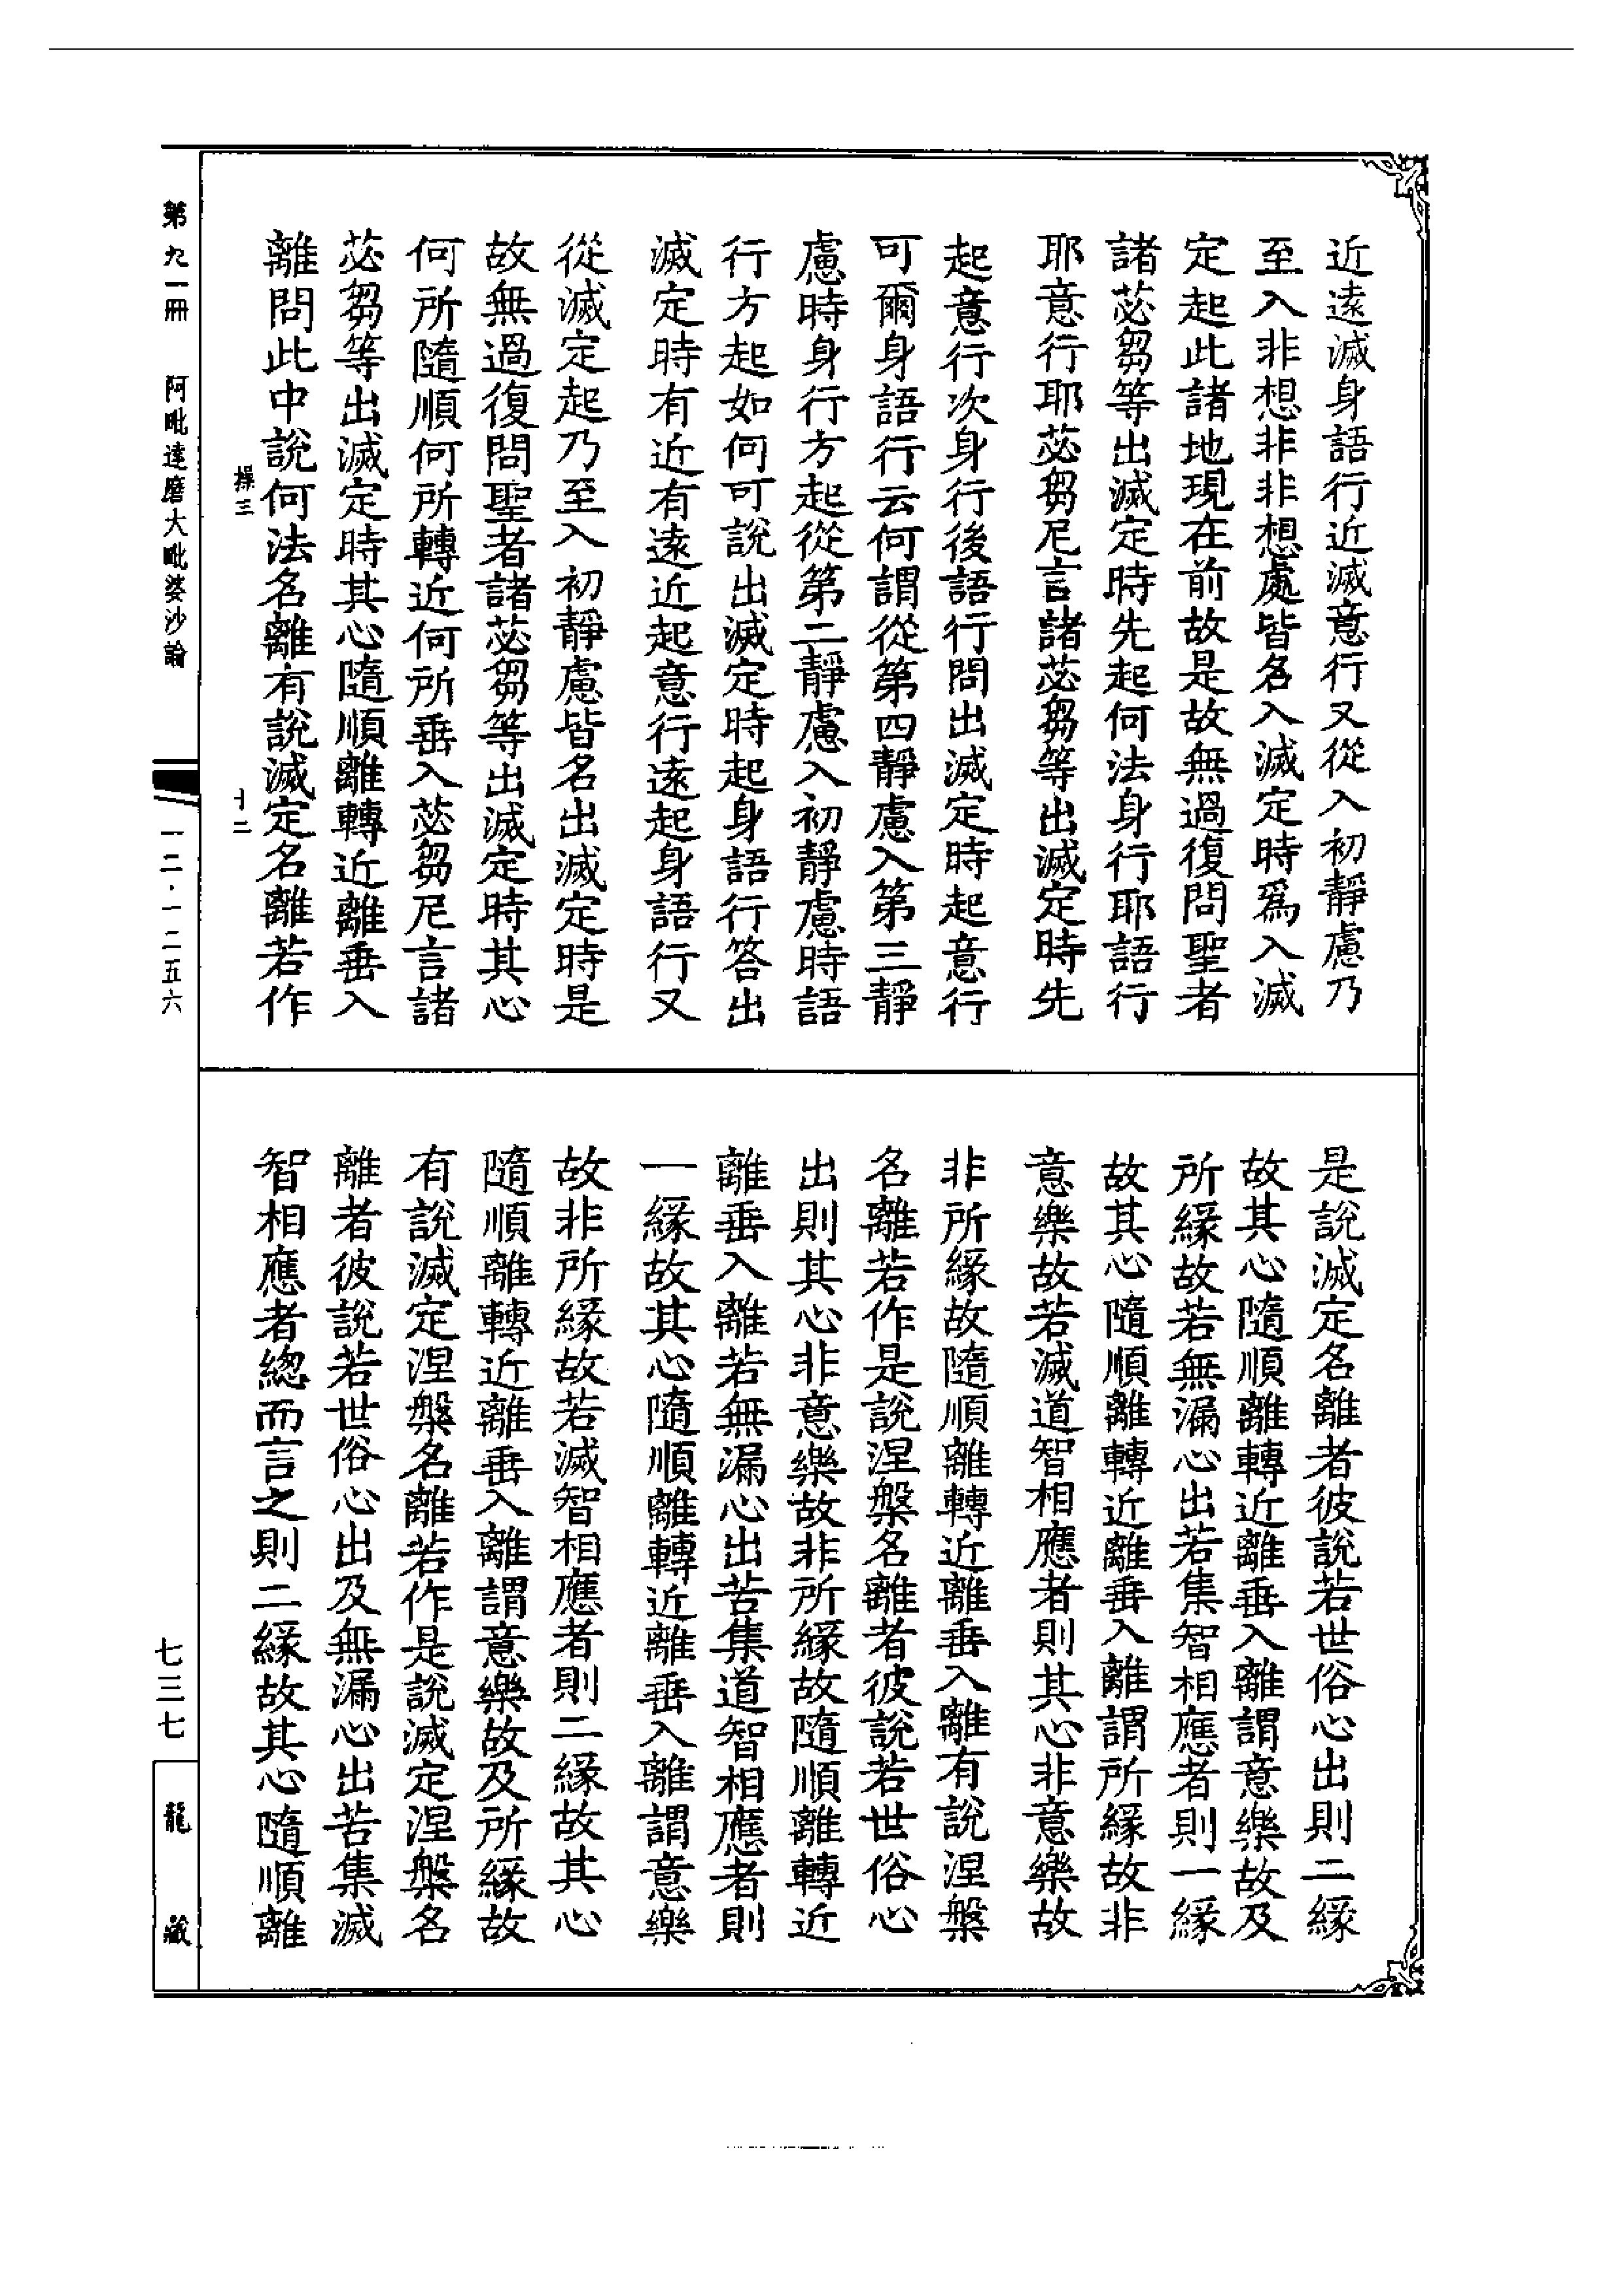 近遠滅身語行近滅意行又從入初靜慮乃
至入非想非非想處皆名入滅定時爲入滅
定起此諸地現在前故是故無過復問聖者
諸苾芻等出滅定時先起何法身行耶語行
耶意行耶苾芻尼言諸苾芻等出滅定時先
起意行次身行後語行問出滅定時起意行
可爾身語行云何謂從第四靜慮入第三靜
慮時身行方起從第二靜慮入初靜慮時語
行方起如何可說出滅定時起身語行答出
滅定時有近有遠近起意行遠起身語行又
從滅定起乃至入初靜慮皆名出滅定時是
故無過復問聖者諸苾芻等出滅定時其心
何所隨順何所轉近何所垂入苾芻尼言諸
苾芻等出滅定時其心隨順離轉近離垂入
離問此中說何法名離有說滅定名離若作
操三
十二
是說滅定名離者彼說若世俗心出則二緣
故其心隨順離轉近離垂入離謂意樂故及
所緣故若無漏心出若集智相應者則一緣
故其心隨順離轉近離垂入離謂所緣故非
意樂故若滅道智相應者則其心非意樂故
非所緣故隨順離轉近離垂入離有說涅槃
名離若作是說涅槃名離者彼說若世俗心
出則其心非意樂故非所緣故隨順離轉近
離垂入離若無漏心出苦集道智相應者則
一緣故其心隨順離轉近離垂入離謂意樂
故非所緣故若滅智相應者則二緣故其心
隨順離轉近離垂入離謂意樂故及所緣故
有說滅定涅槃名離若作是說滅定涅槃名
離者彼說若世俗心出及無漏心出苦集滅
智相應者總而言之則二緣故其心隨順離
第九一冊 阿毗達磨大毗婆沙論
一二·一二五六
七三七
龍藏